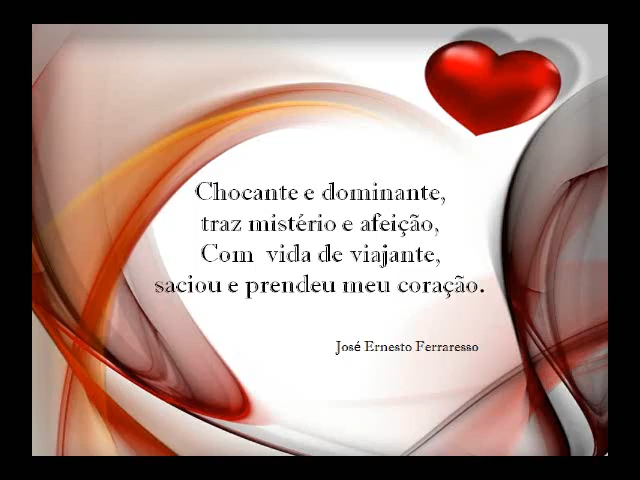 Chocante e dominante,
traz mistério e afeição,
Com vida de viajante,
saciou e prendeu meu coração.
José Ernesto Ferraresso